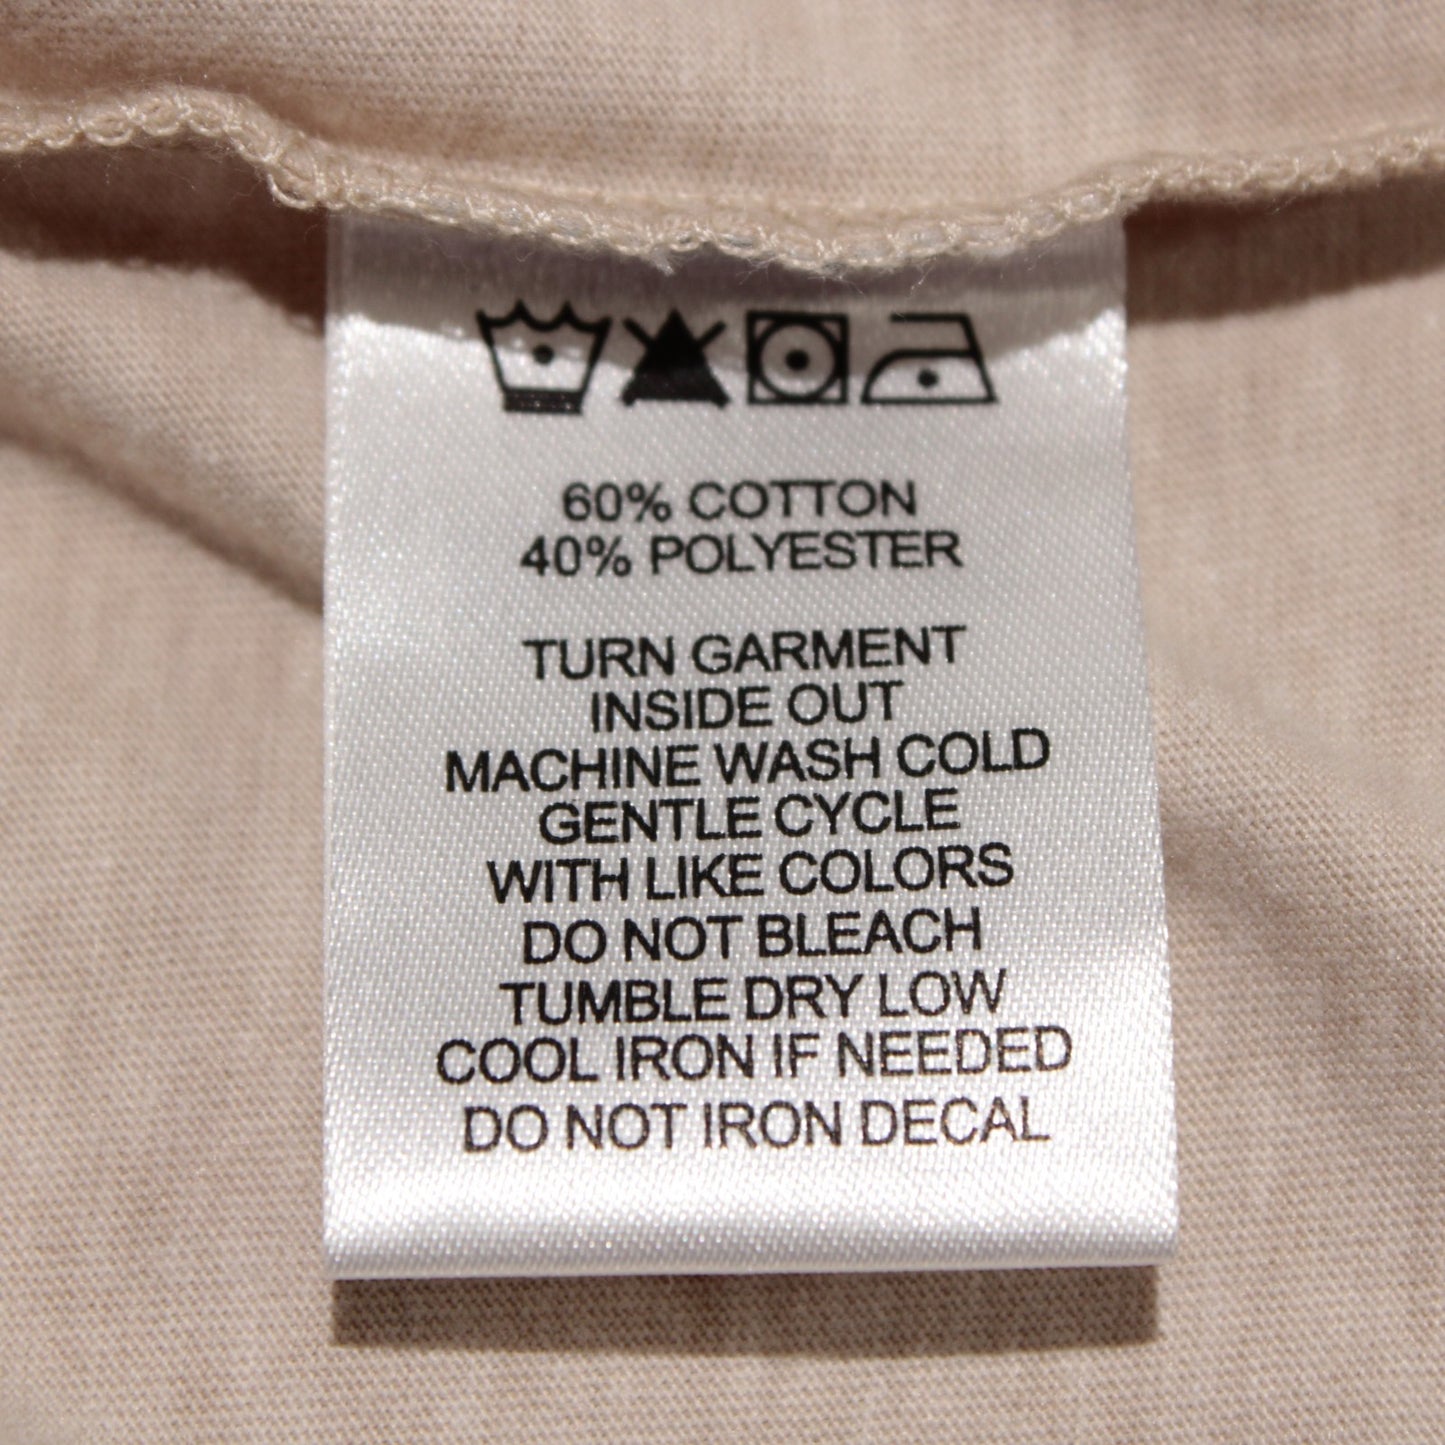 60% COTTON
40% POLYESTER
TURN GARMENT
INSIDE OUT
MACHINE WASH COLD
GENTLE CYCLE
WITH LIKE COLORS
DO NOT BLEACH
TUMBLE DRY LOW
COOL IRON IF NEEDED
DO NOT IRON DECAL